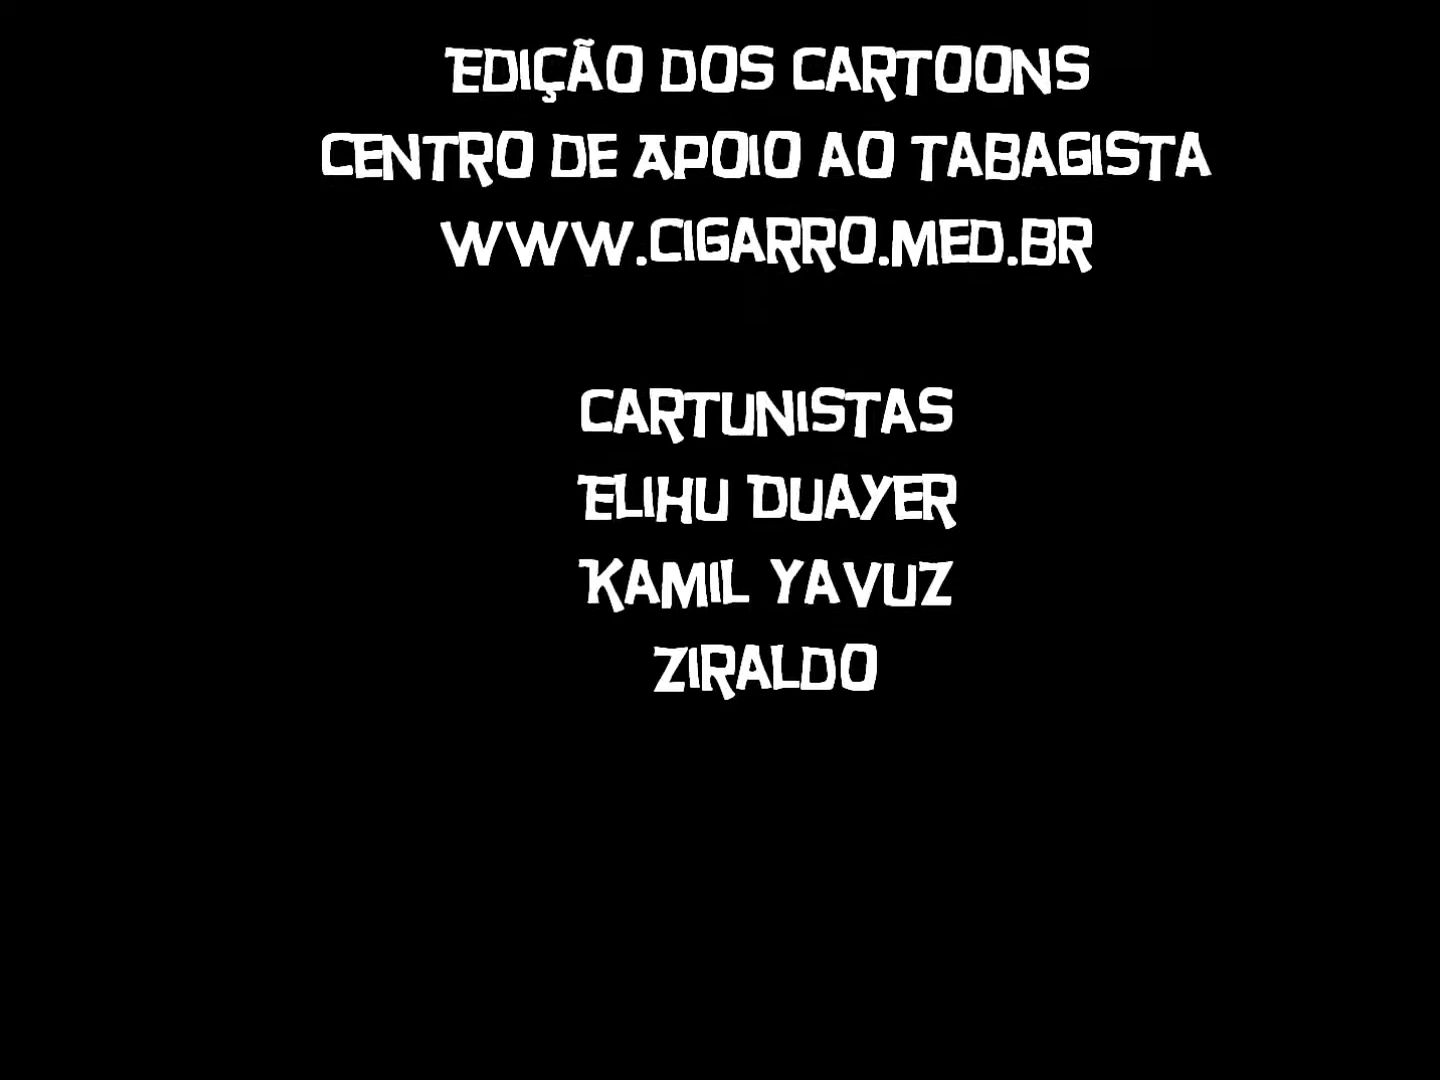 EDIÇÃO DOS CARTOONS
CENTRO DE APOIO AO TABAGISTA
WWW.CIGARRO.MED.BR
CARTUNISTAS
ELIHU DUAYER
KAMIL YAVUZ
ZIRALDO